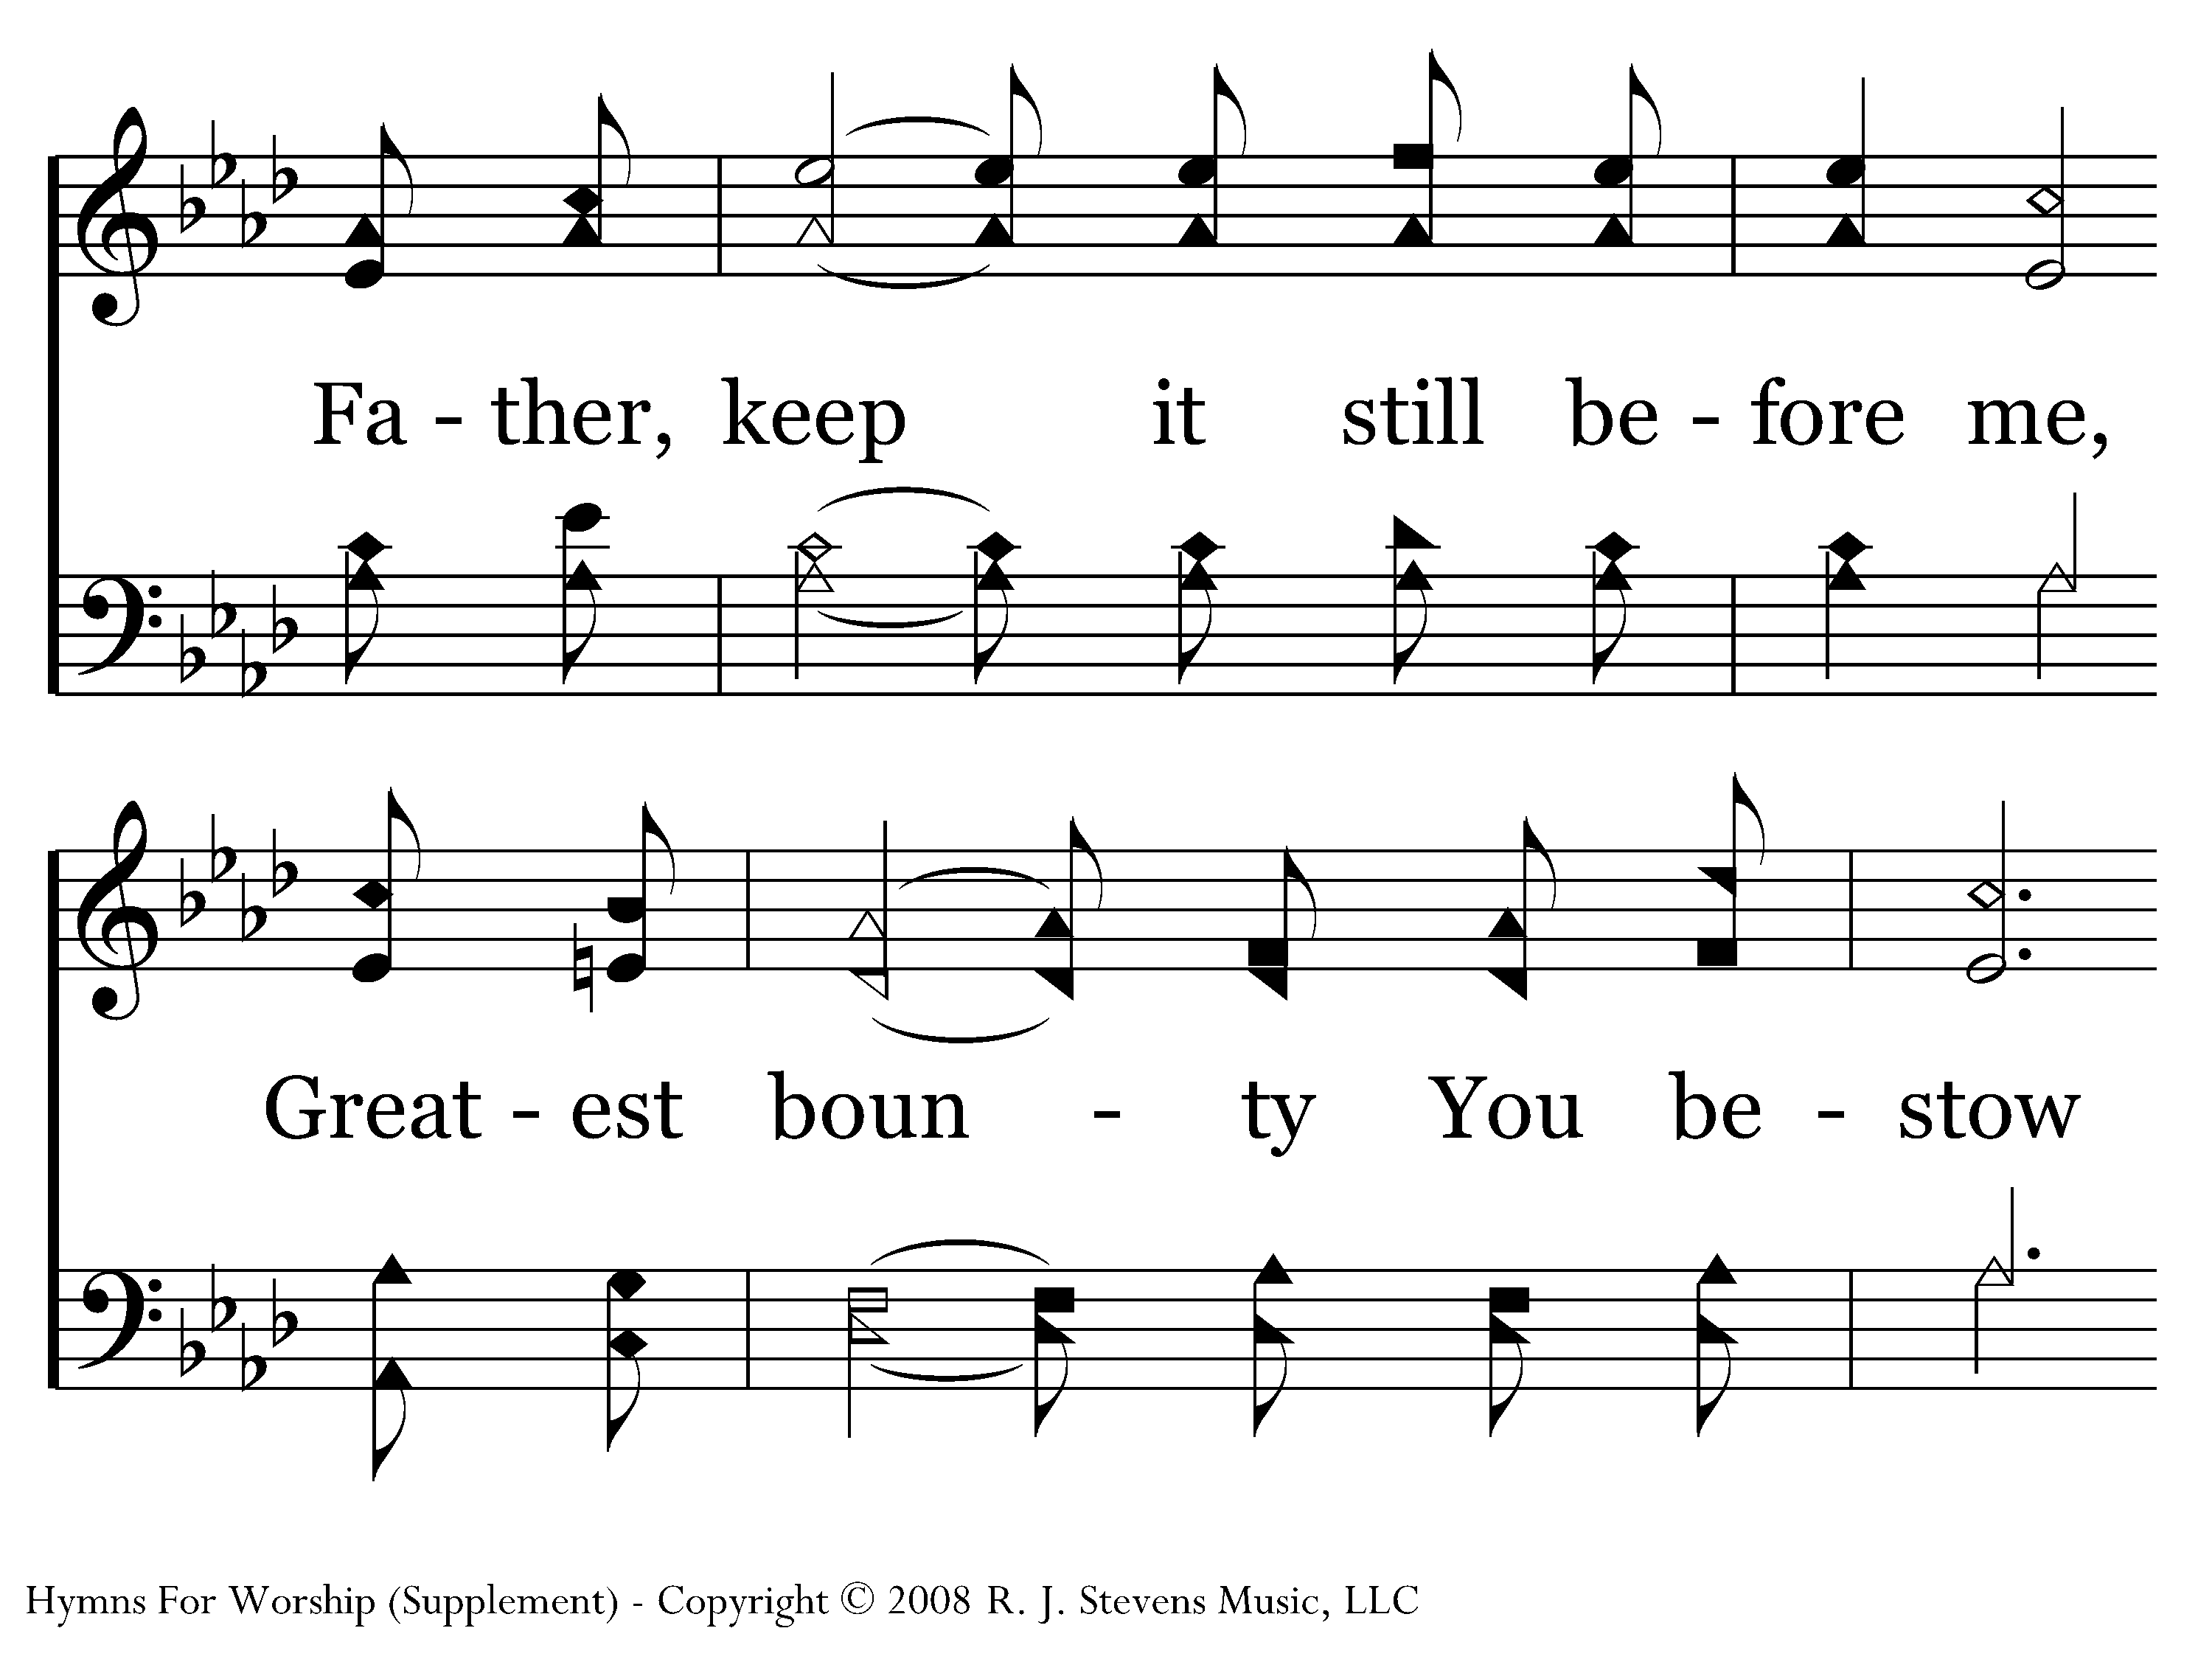 Fa - ther, keep it still be - fore me,
Great - est boun - ty You be - stow
Hymns For Worship (Supplement) - Copyright © 2008 R. J. Stevens Music, LLC